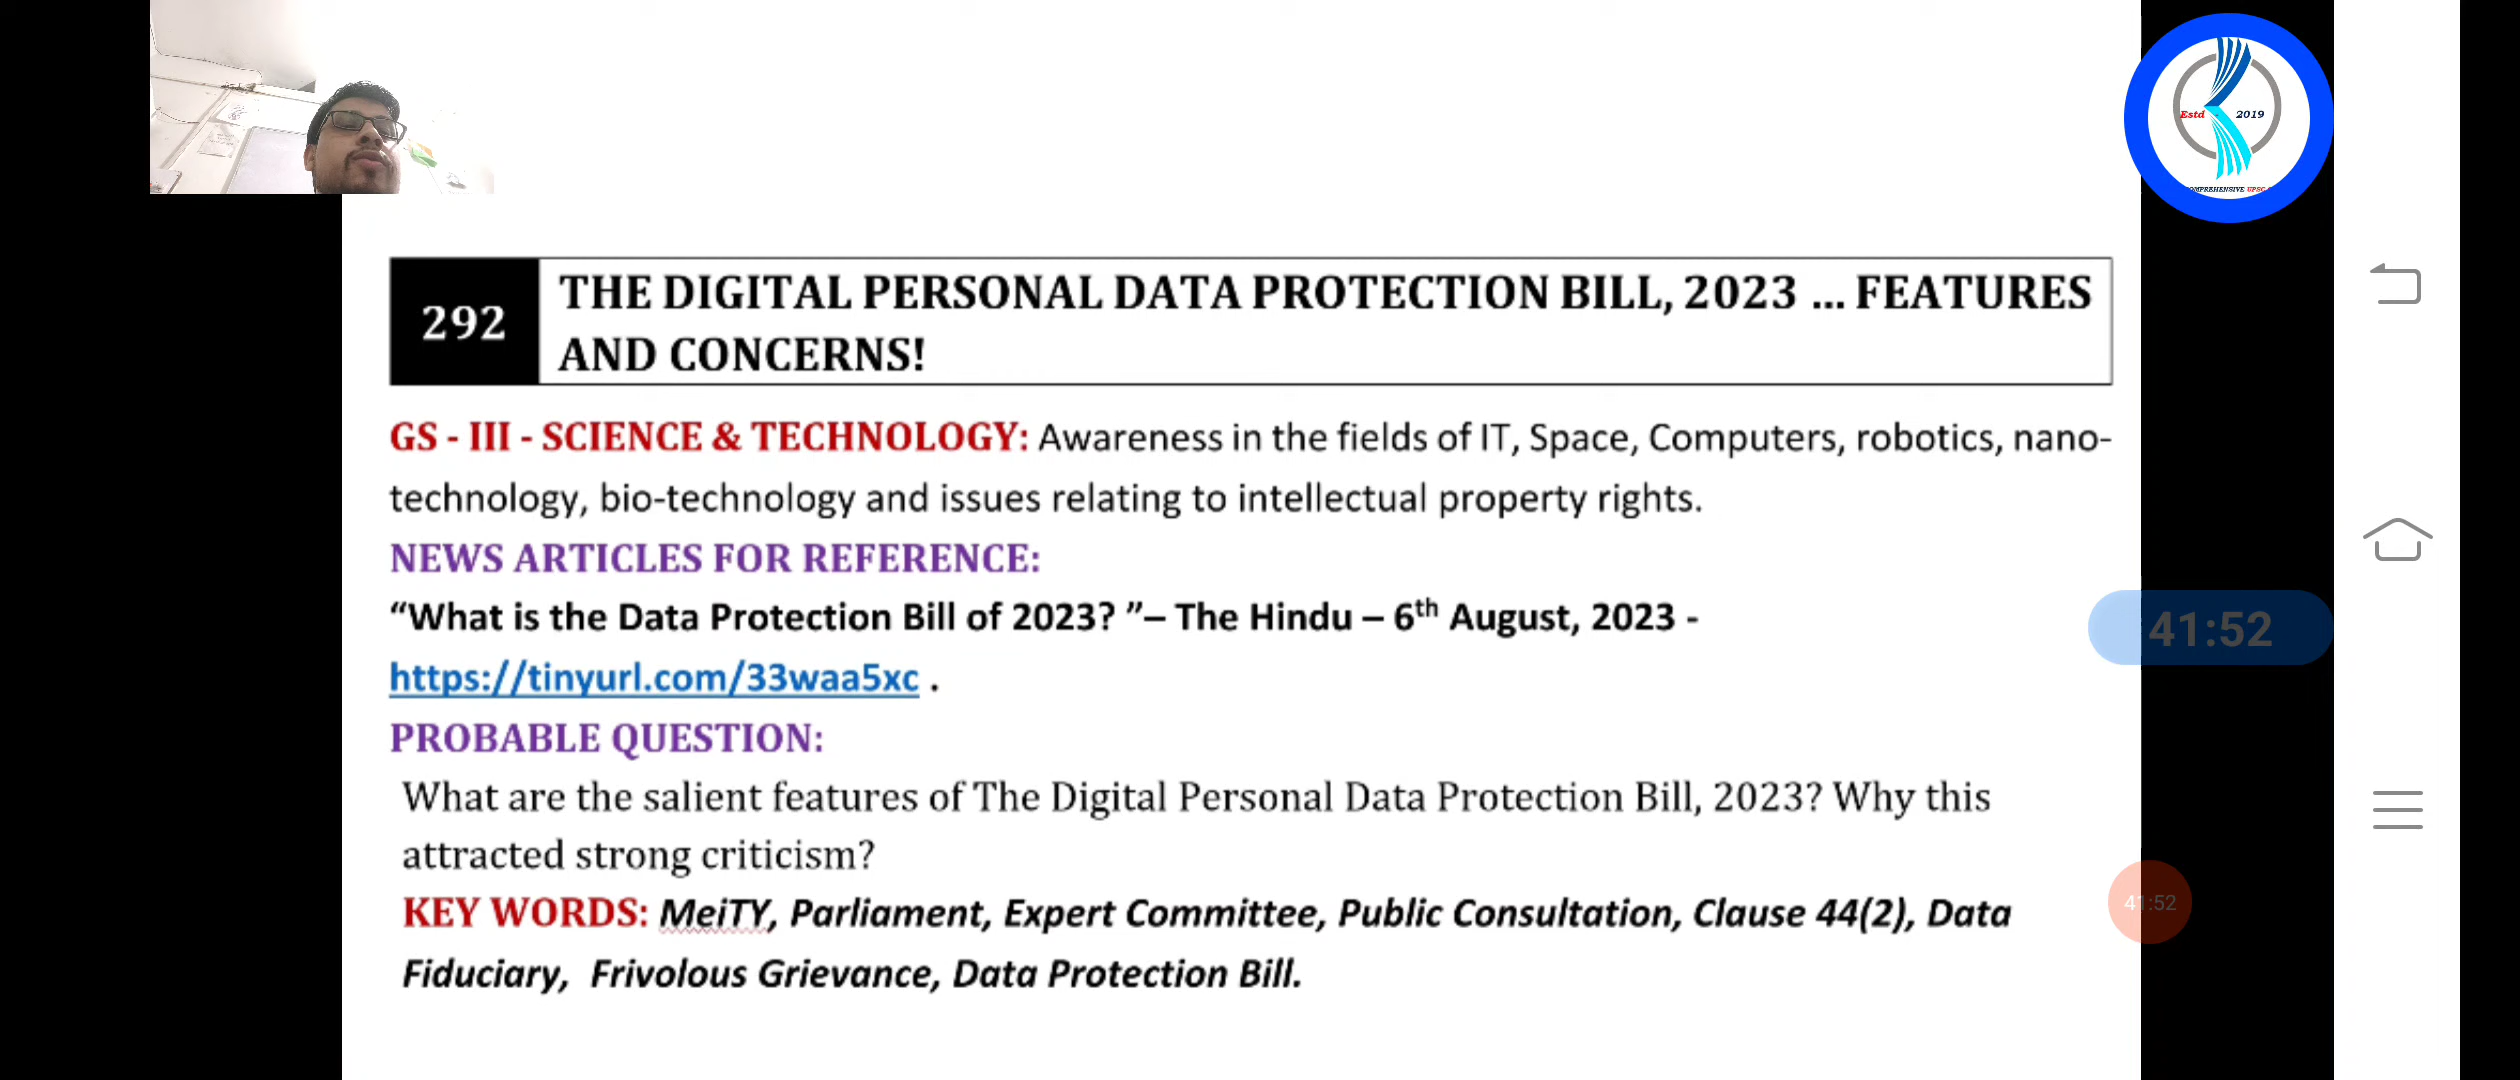 Estd 2019
COMPREHENSIVE UPSC
292 THE DIGITAL PERSONAL DATA PROTECTION BILL, 2023 ... FEATURES
AND CONCERNS!
GS - III - SCIENCE & TECHNOLOGY: Awareness in the fields of IT, Space, Computers, robotics, nano-
technology, bio-technology and issues relating to intellectual property rights.
NEWS ARTICLES FOR REFERENCE:
“What is the Data Protection Bill of 2023? ”– The Hindu – 6th August, 2023 -
https://tinyurl.com/33waa5xc .
41:52
PROBABLE QUESTION:
What are the salient features of The Digital Personal Data Protection Bill, 2023? Why this
attracted strong criticism?
KEY WORDS: MeiTY, Parliament, Expert Committee, Public Consultation, Clause 44(2), Data
41:52
Fiduciary, Frivolous Grievance, Data Protection Bill.